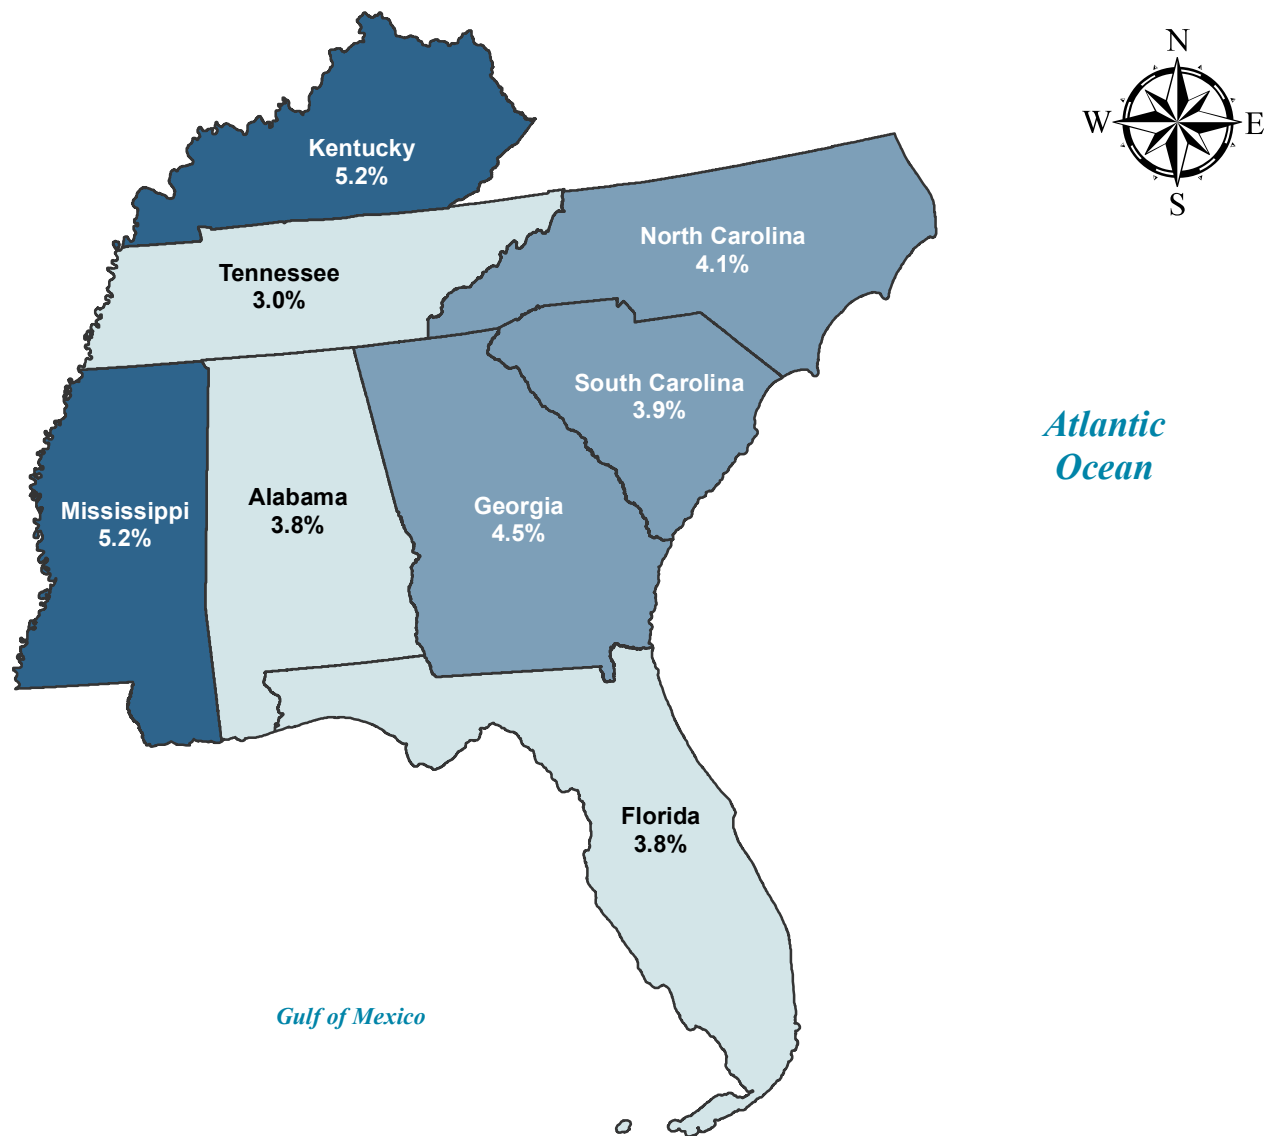 N
W
E
S
Kentucky
5.2%
North Carolina
4.1%
Tennessee
3.0%
South Carolina
3.9%
Atlantic
Ocean
Mississippi
5.2%
Alabama
3.8%
Georgia
4.5%
Florida
3.8%
Gulf of Mexico